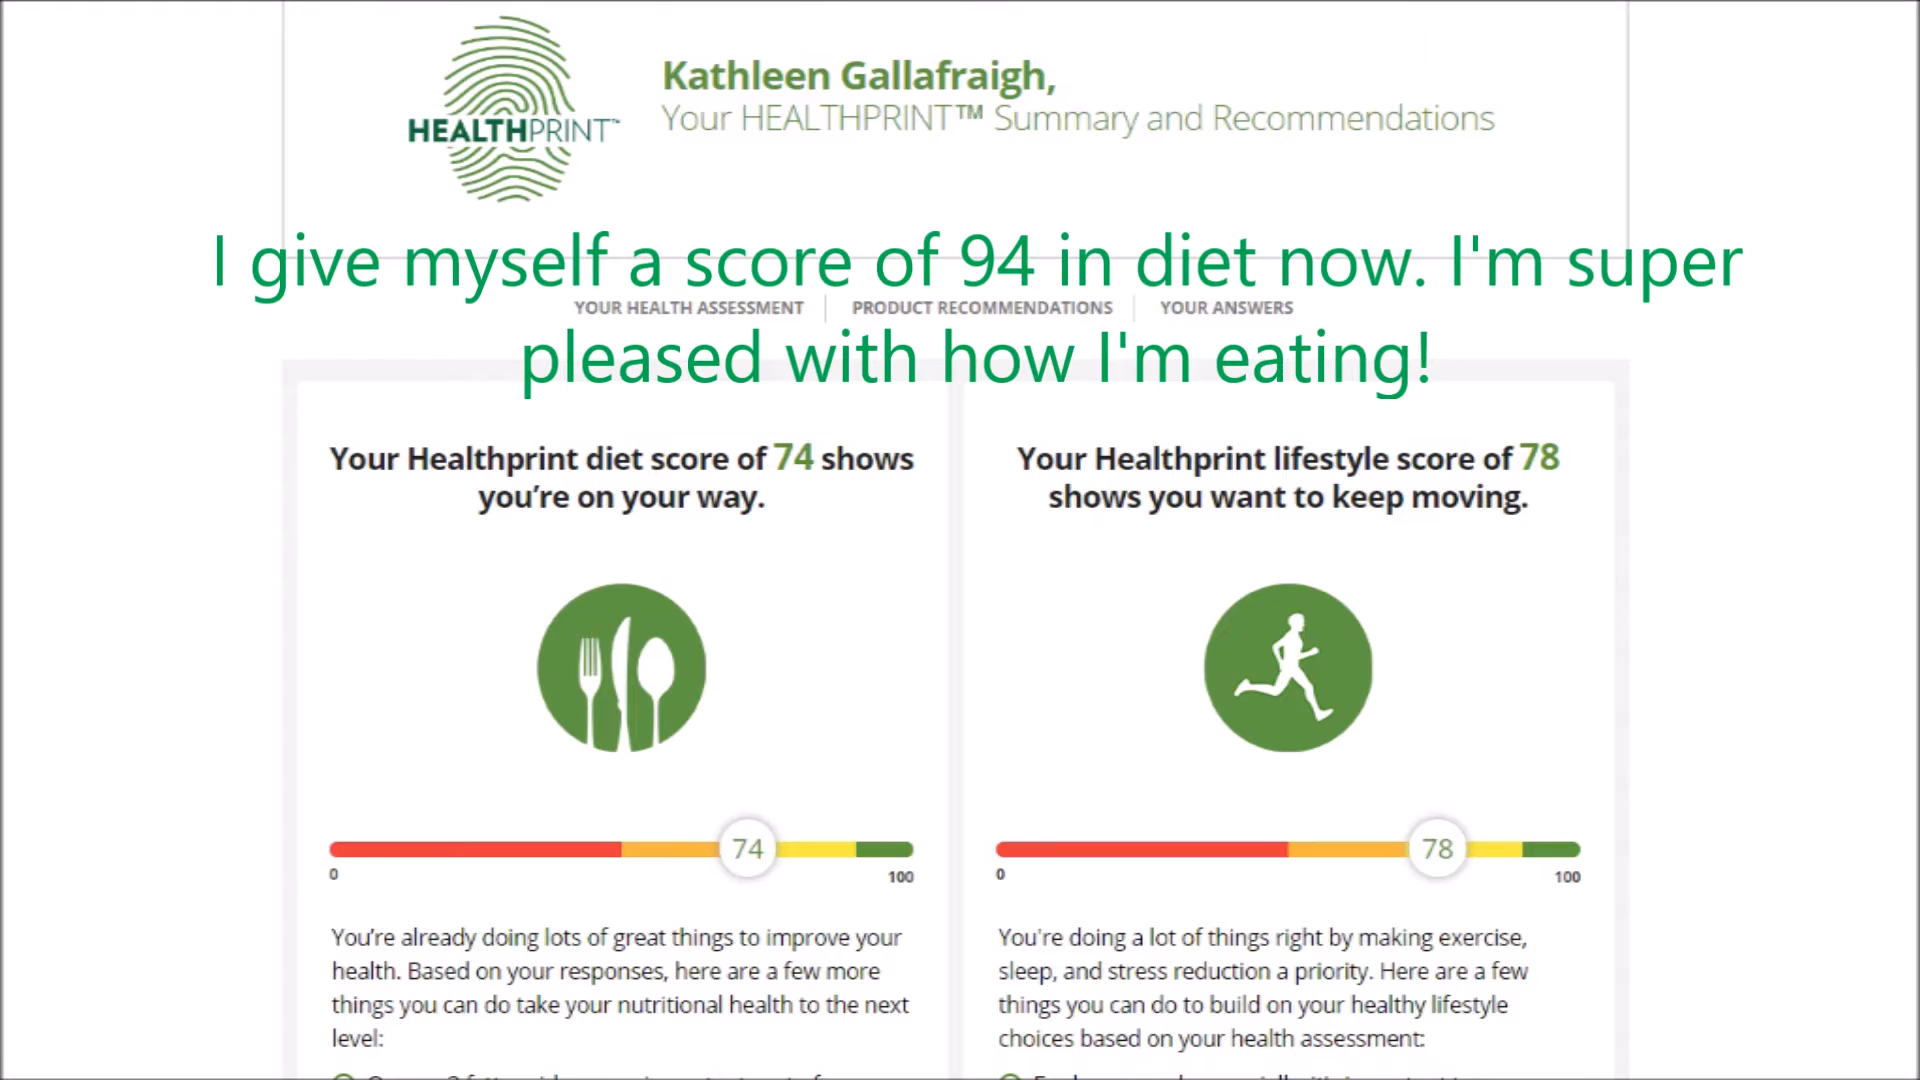 HEALTHPRINT™
Kathleen Gallafraigh,
Your HEALTHPRINT™ Summary and Recommendations
I give myself a score of 94 in diet now. I'm super
pleased with how I'm eating!
YOUR HEALTH ASSESSMENT
PRODUCT RECOMMENDATIONS
YOUR ANSWERS
Your Healthprint diet score of 74 shows
you’re on your way.
74
0
100
You’re already doing lots of great things to improve your
health. Based on your responses, here are a few more
things you can do take your nutritional health to the next
level:
Your Healthprint lifestyle score of 78
shows you want to keep moving.
78
0
100
You're doing a lot of things right by making exercise,
sleep, and stress reduction a priority. Here are a few
things you can do to build on your healthy lifestyle
choices based on your health assessment: